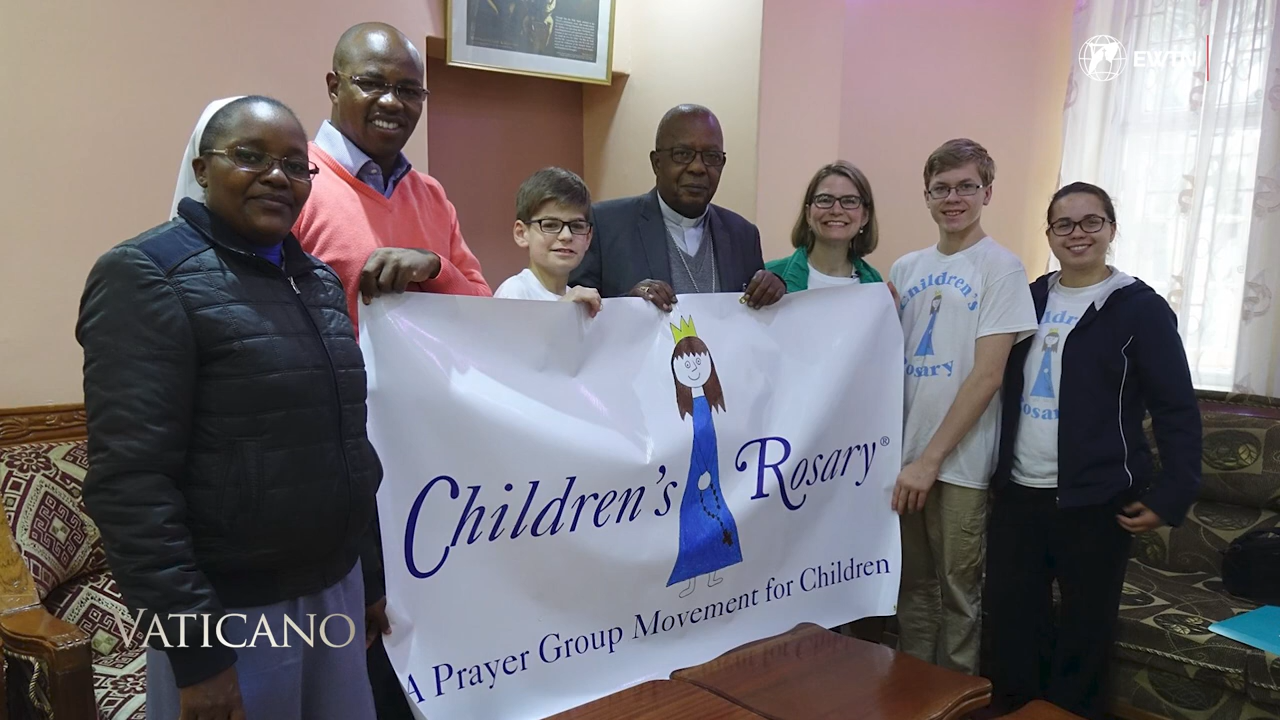 EWTN
Children's Rosary®
A Prayer Group Movement for Children
Children's
Rosary
VATICANO